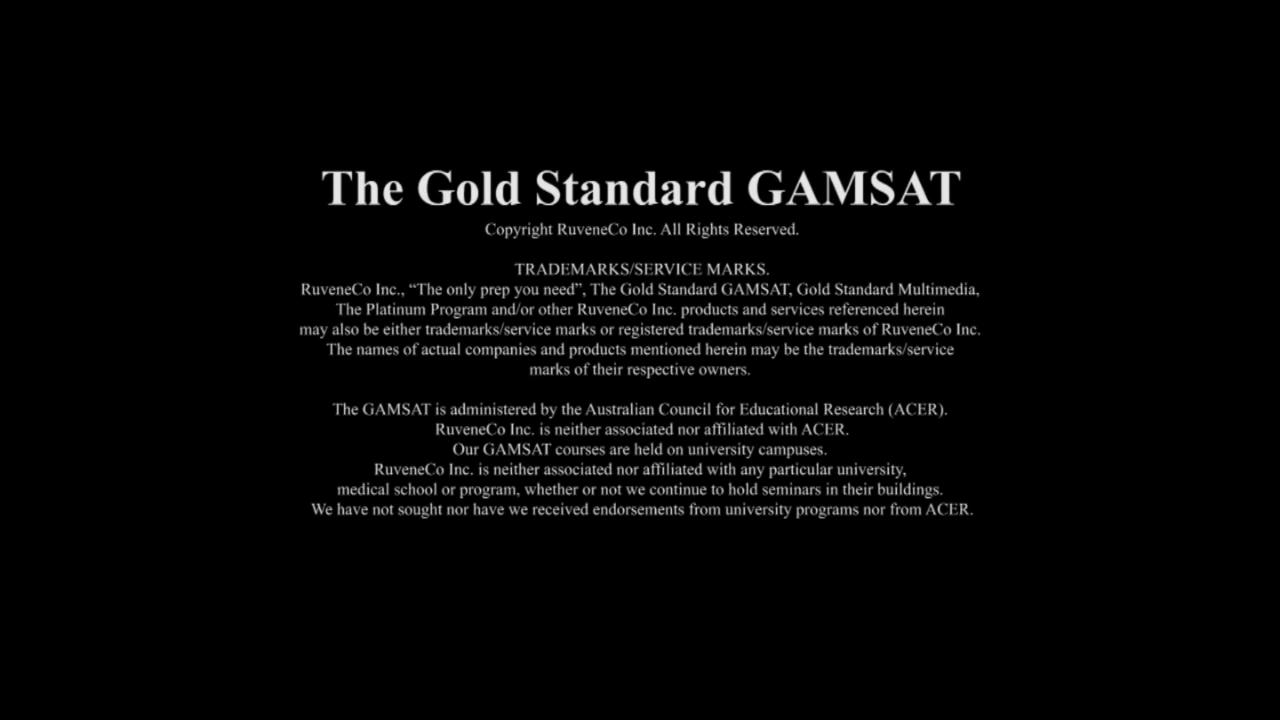 The Gold Standard GAMSAT
Copyright RuveneCo Inc. All Rights Reserved.
TRADEMARKS/SERVICE MARKS.
RuveneCo Inc., “The only prep you need”, The Gold Standard GAMSAT, Gold Standard Multimedia,
The Platinum Program and/or other RuveneCo Inc. products and services referenced herein
may also be either trademarks/service marks or registered trademarks/service marks of RuveneCo Inc.
The names of actual companies and products mentioned herein may be the trademarks/service
marks of their respective owners.
The GAMSAT is administered by the Australian Council for Educational Research (ACER).
RuveneCo Inc. is neither associated nor affiliated with ACER.
Our GAMSAT courses are held on university campuses.
RuveneCo Inc. is neither associated nor affiliated with any particular university,
medical school or program, whether or not we continue to hold seminars in their buildings.
We have not sought nor have we received endorsements from university programs nor from ACER.